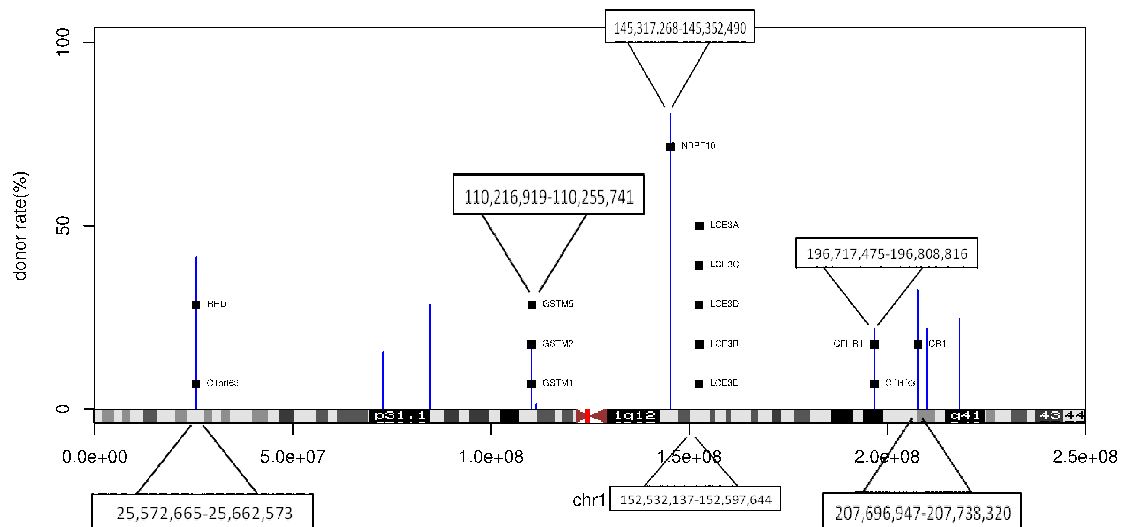 145,317,268-145,352,490
100
NBPF10
110,216,919-110,255,741
50
LCE3A
donor rate(%)
196,717,475-196,808,816
LCE3C
RHD
GSTM5
LCE3D
GSTM2
LCE3B
CFHR1
CR1
GSTM1
LCE3E
0
p31.1
1q12
q41
43
44
0.0e+00
5.0e+07
1.0e+08
1.5e+08
2.0e+08
2.5e+08
chr1
152,532,137-152,597,644
25,572,665-25,662,573
207,696,947-207,738,320